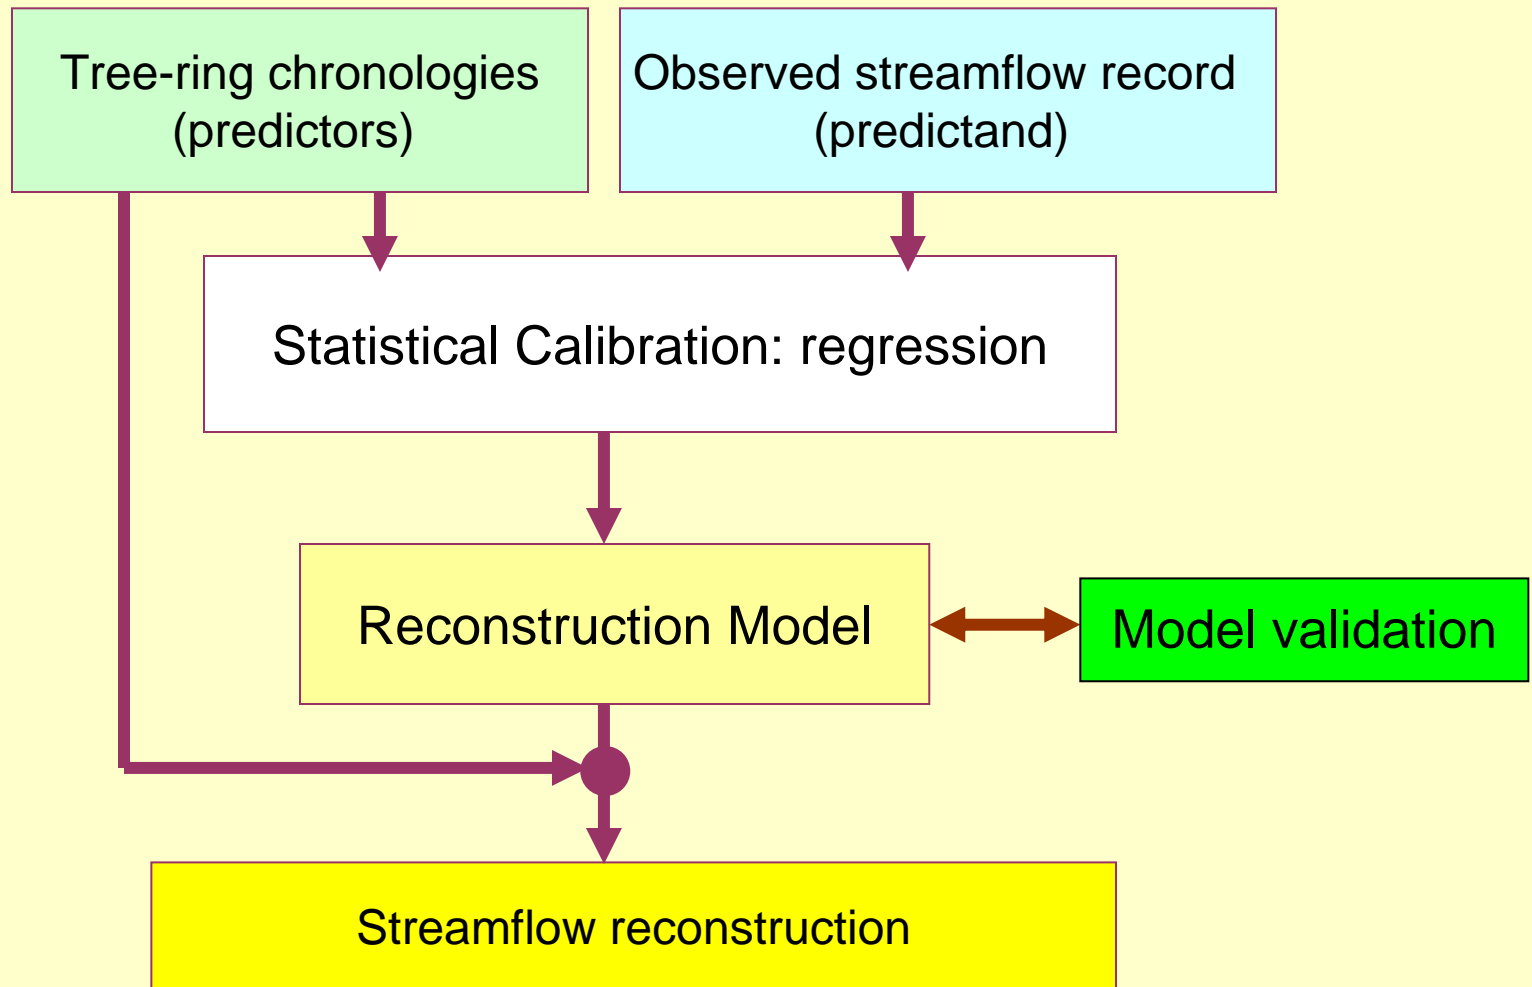 Tree-ring chronologies
(predictors)
Observed streamflow record
(predictand)
Statistical Calibration: regression
Reconstruction Model
Model validation
Streamflow reconstruction